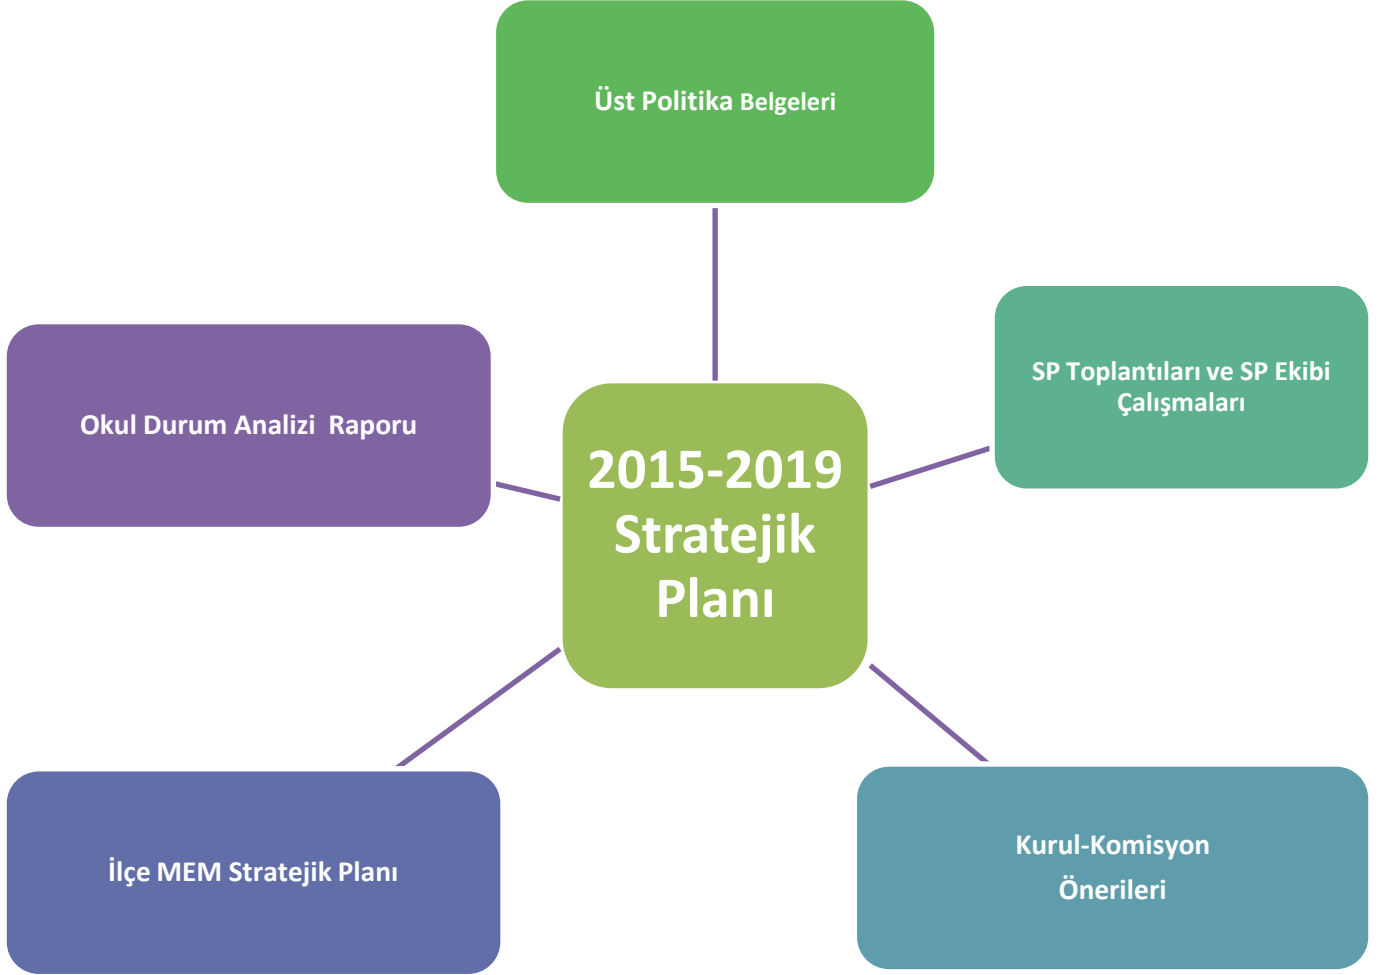 Üst Politika Belgeleri
SP Toplantıları ve SP Ekibi
Çalışmaları
Okul Durum Analizi  Raporu
2015-2019
Stratejik
Planı
Kurul-Komisyon
Önerileri
İlçe MEM Stratejik Planı